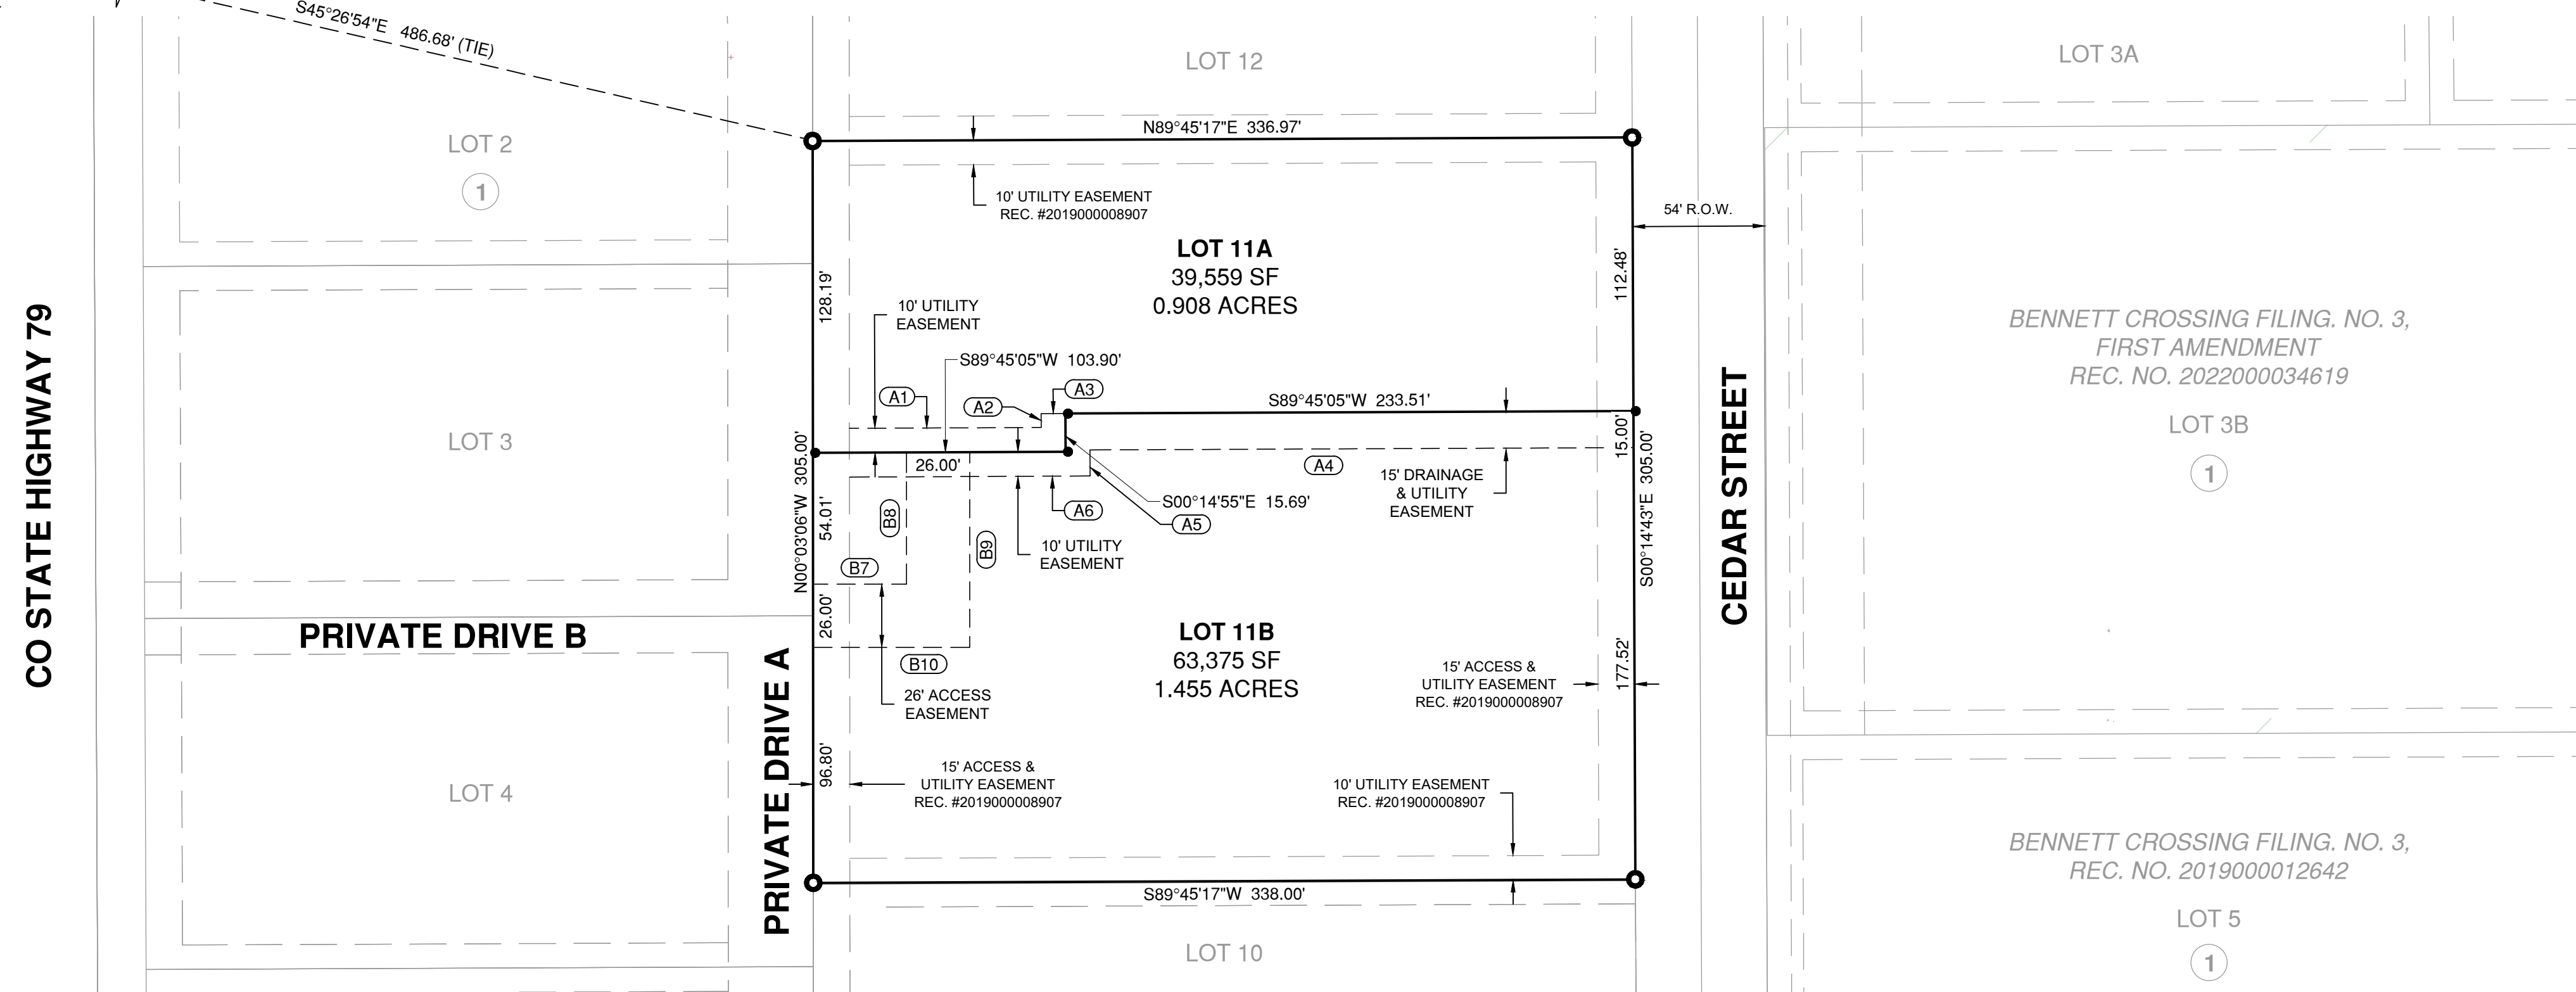 S45°26'54"E 486.68' (TIE)
LOT 12
LOT 3A
LOT 2
1
N89°45'17"E 336.97'
10' UTILITY EASEMENT
REC. #2019000008907
54' R.O.W.
LOT 11A
39,559 SF
0.908 ACRES
128.19'
112.48'
10' UTILITY
EASEMENT
S89°45'05"W 103.90'
A1
A2
A3
S89°45'05"W 233.51'
15.00'
BENNETT CROSSING FILING. NO. 3,
FIRST AMENDMENT
REC. NO. 2022000034619
LOT 3B
1
CO STATE HIGHWAY 79
LOT 3
N00°03'06"W 305.00'
54.01'
26.00'
A4
15' DRAINAGE
& UTILITY
EASEMENT
S00°14'55"E 15.69'
A5
A6
B8
B9
B7
10' UTILITY
EASEMENT
S00°14'43"E 305.00'
CEDAR STREET
PRIVATE DRIVE B
26.00'
B10
26' ACCESS
EASEMENT
LOT 11B
63,375 SF
1.455 ACRES
15' ACCESS &
UTILITY EASEMENT
REC. #2019000008907
177.52'
PRIVATE DRIVE A
96.80'
LOT 4
15' ACCESS &
UTILITY EASEMENT
REC. #2019000008907
10' UTILITY EASEMENT
REC. #2019000008907
S89°45'17"W 338.00'
LOT 10
BENNETT CROSSING FILING. NO. 3,
REC. NO. 2019000012642
LOT 5
1